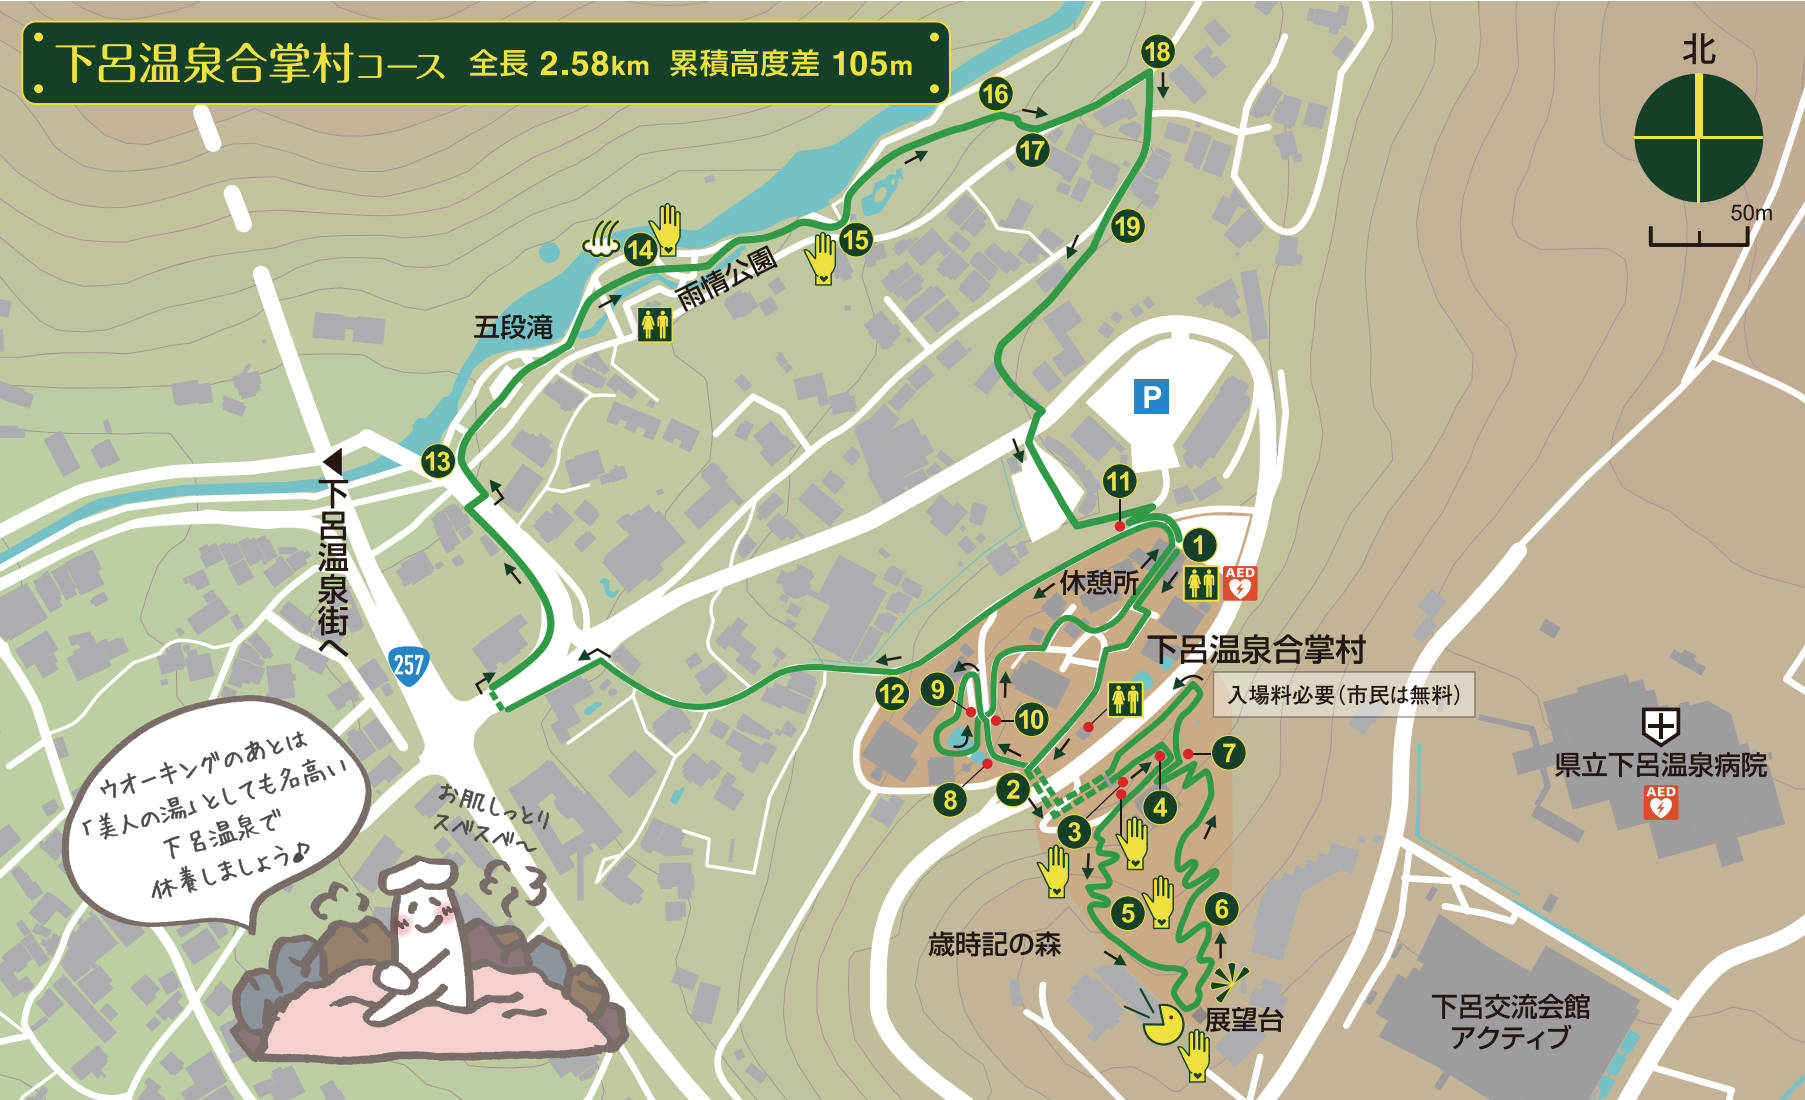 下呂温泉合掌村コース 全長 2.58km 累積高度差 105m
北
50m
18
16
17
19
14
15
雨情公園
五段滝
P
13
下呂温泉街へ
11
1
休憩所
AED
257
下呂温泉合掌村
入場料必要(市民は無料)
12
9
10
7
県立下呂温泉病院
AED
8
2
3
4
5
6
歳時記の森
展望台
下呂交流会館
アクティブ
ウオーキングのあとは
「美人の湯」としても名高い
下呂温泉で
休養しましょう♪
お肌しっとり
スベスベ〜